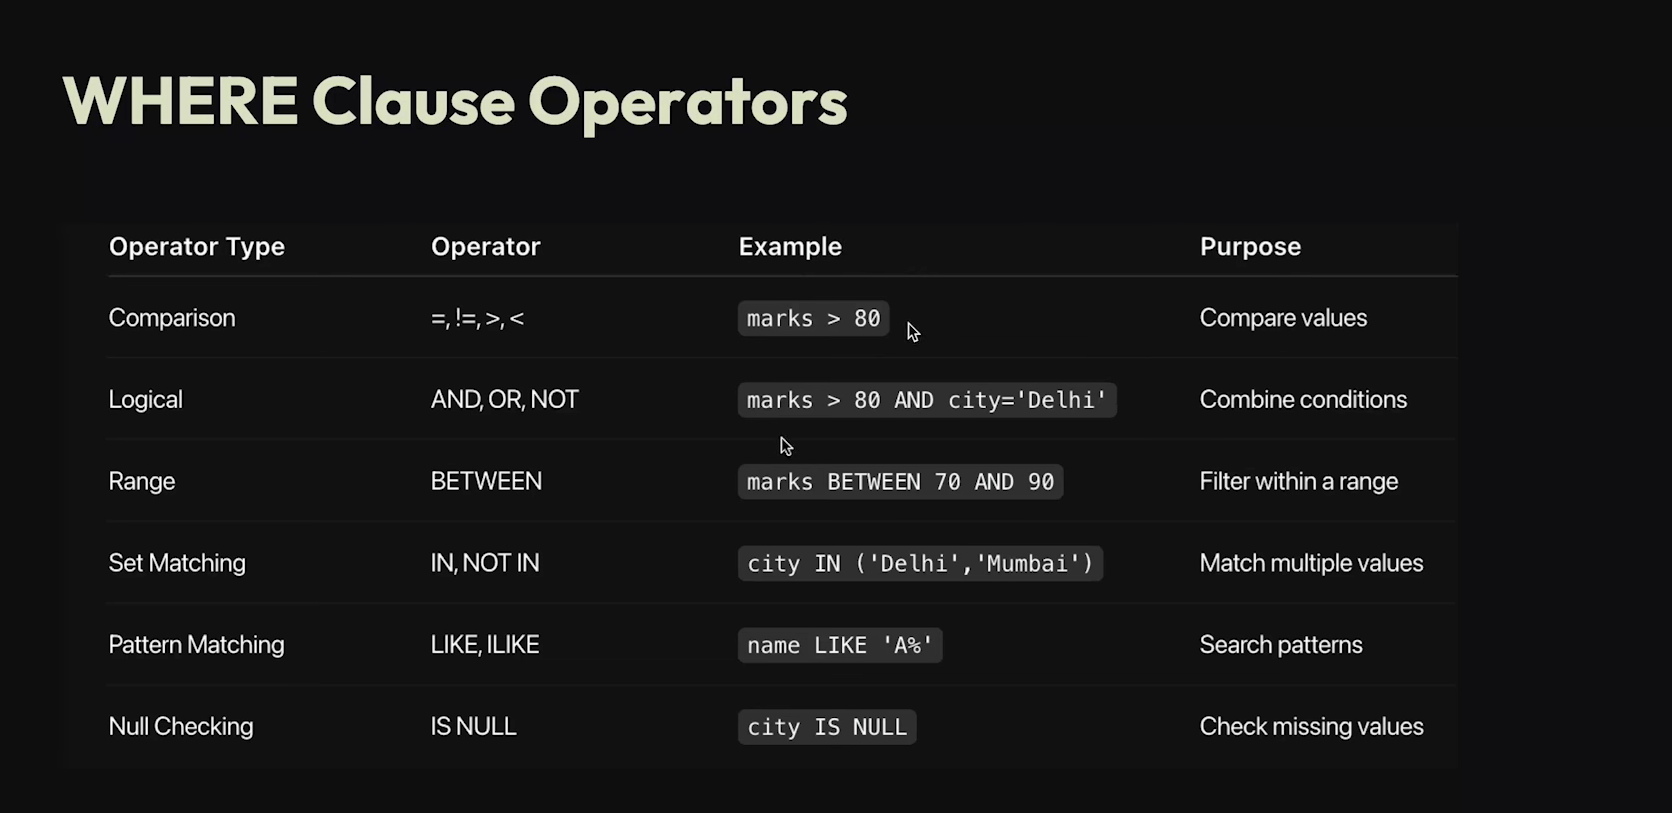 WHERE Clause Operators
Operator Type Operator Example Purpose
Comparison =, !=, >, < marks > 80 Compare values
Logical AND, OR, NOT marks > 80 AND city='Delhi' Combine conditions
Range BETWEEN marks BETWEEN 70 AND 90 Filter within a range
Set Matching IN, NOT IN city IN ('Delhi','Mumbai') Match multiple values
Pattern Matching LIKE, ILIKE name LIKE 'A%' Search patterns
Null Checking IS NULL city IS NULL Check missing values